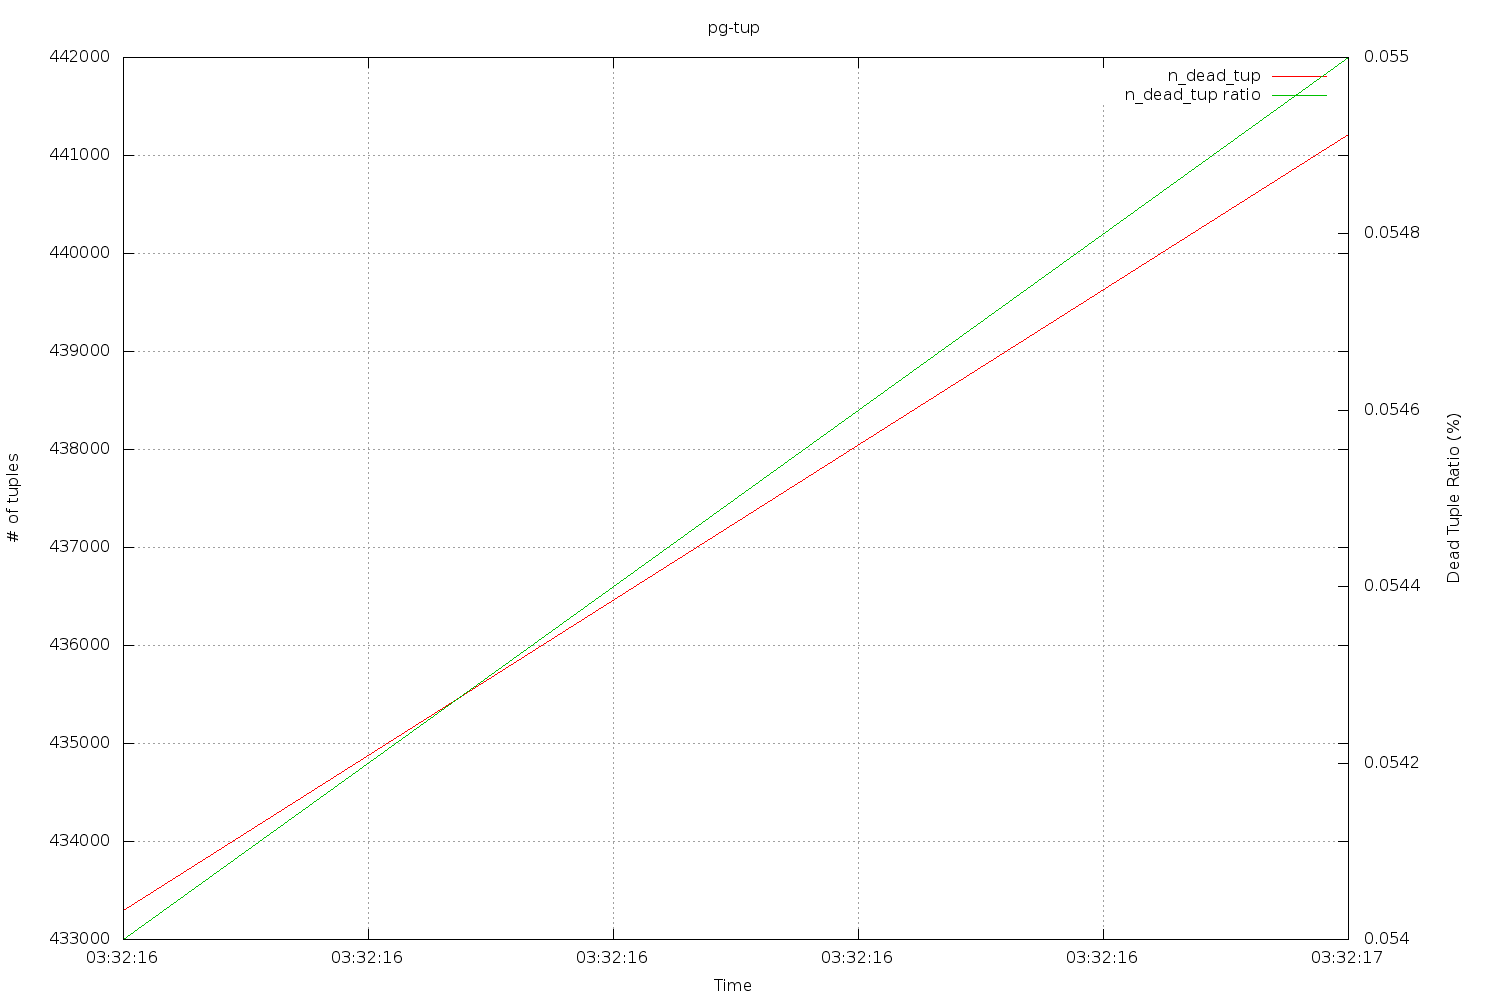 pg-tup
n_dead_tup
n_dead_tup ratio
442000
441000
440000
439000
438000
437000
436000
435000
434000
433000
# of tuples
0.055
0.0548
0.0546
0.0544
0.0542
0.054
Dead Tuple Ratio (%)
03:32:16 03:32:16 03:32:16 03:32:16 03:32:16 03:32:17
Time